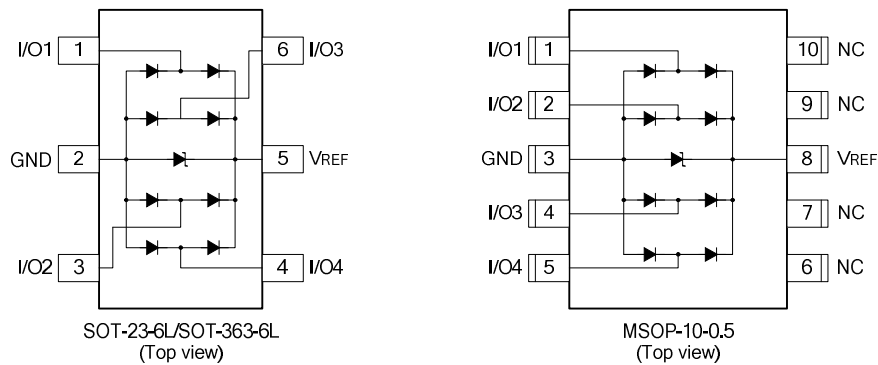 I/O1 1 6 I/O3
GND 2 5 VREF
I/O2 3 4 I/O4
SOT-23-6L/SOT-363-6L
(Top view)
I/O1 1 10 NC
I/O2 2 9 NC
GND 3 8 VREF
I/O3 4 7 NC
I/O4 5 6 NC
MSOP-10-0.5
(Top view)